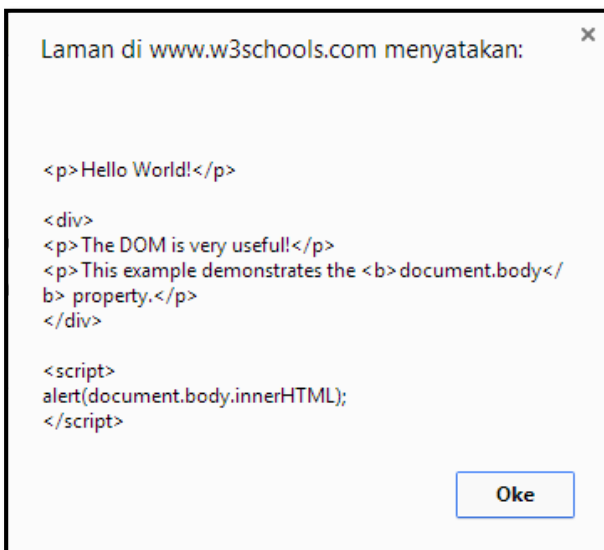 Laman di www.w3schools.com menyatakan:
<p>Hello World!</p>
<div>
<p>The DOM is very useful!</p>
<p>This example demonstrates the <b>document.body</
b> property.</p>
</div>
<script>
alert(document.body.innerHTML);
</script>
Oke